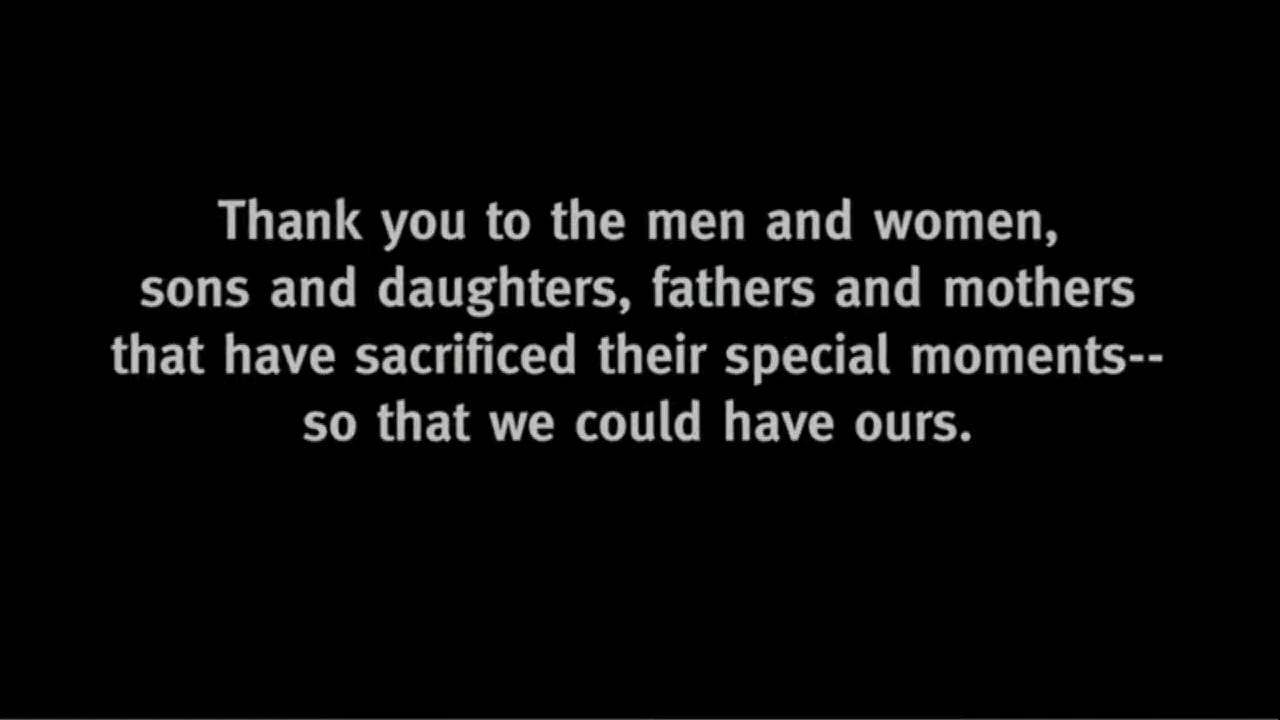 Thank you to the men and women,
sons and daughters, fathers and mothers
that have sacrificed their special moments--
so that we could have ours.